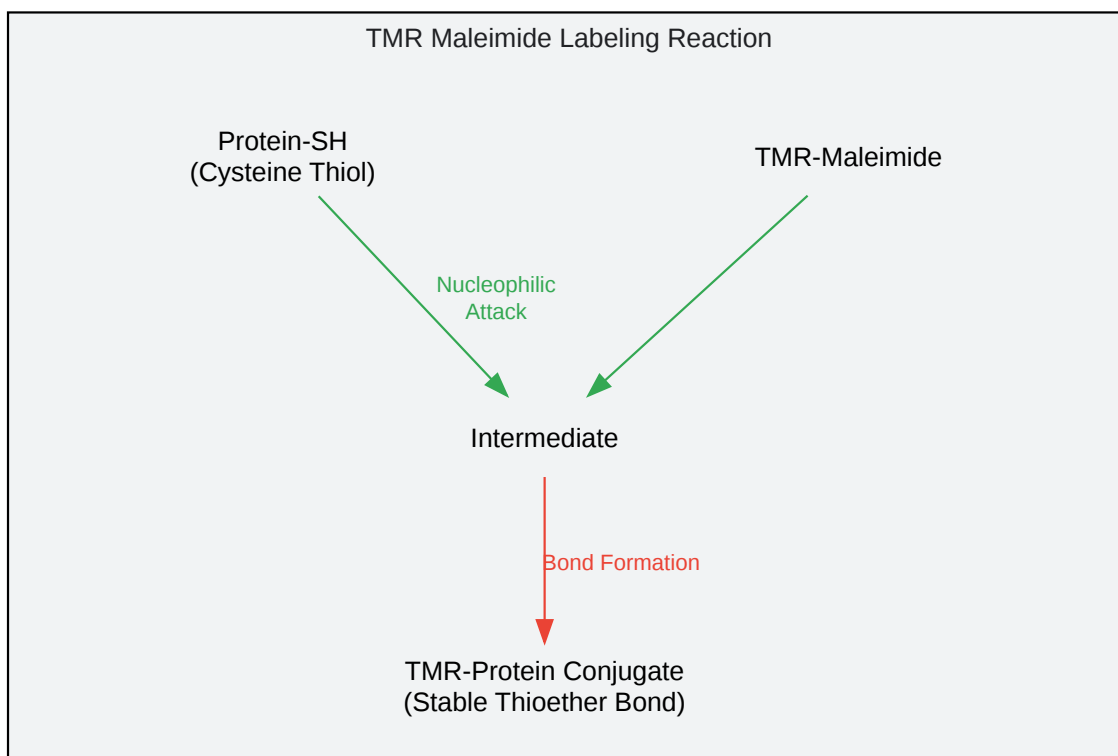 TMR Maleimide Labeling Reaction
Protein-SH
(Cysteine Thiol)
TMR-Maleimide
Nucleophilic
Attack
Intermediate
Bond Formation
TMR-Protein Conjugate
(Stable Thioether Bond)